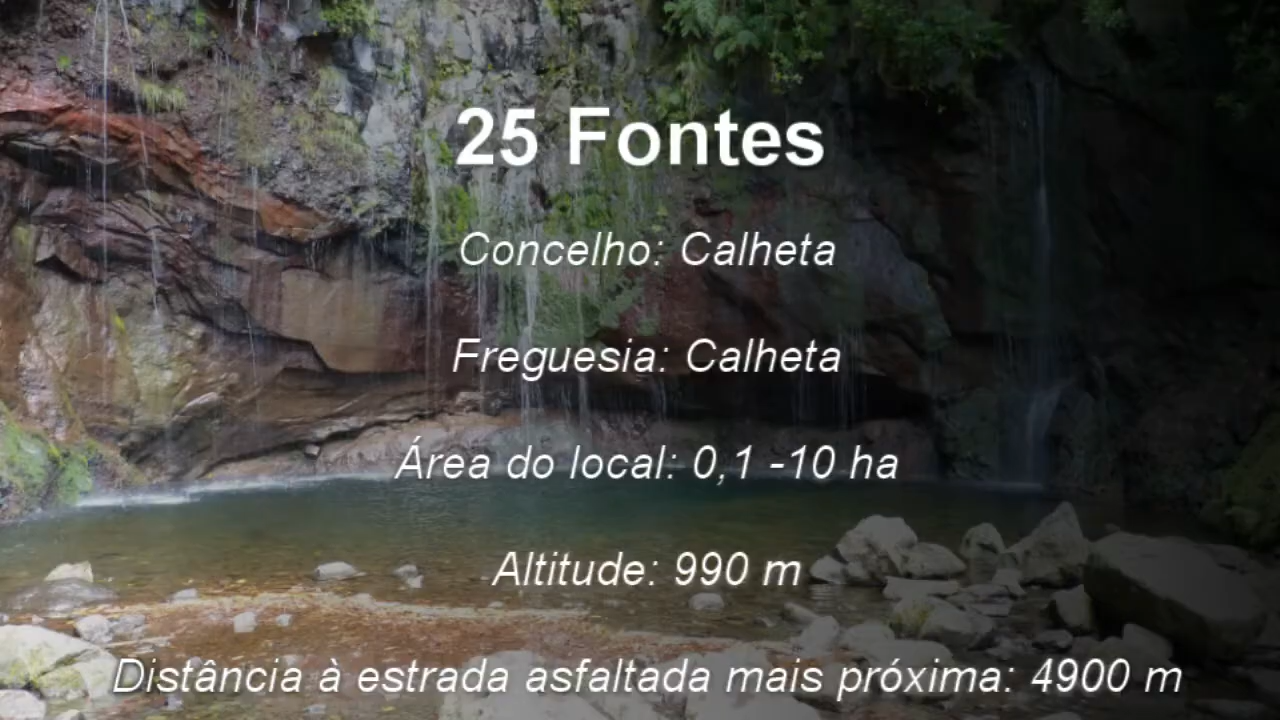 25 Fontes
Concelho: Calheta
Freguesia: Calheta
Área do local: 0,1 -10 ha
Altitude: 990 m
Distância à estrada asfaltada mais próxima: 4900 m